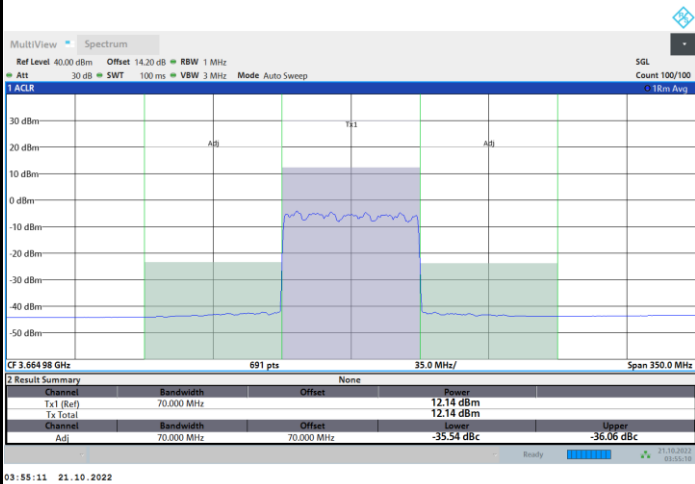 MultiView Spectrum
Ref Level 40.00 dBm Offset 14.20 dB RBW 1 MHz SGL
Att 30 dB SWT 100 ms VBW 3 MHz Mode Auto Sweep Count 100/100
1 ACLR 1Rm Avg
Tx1
Adj Adj
30 dBm
20 dBm
10 dBm
0 dBm
-10 dBm
-20 dBm
-30 dBm
-40 dBm
-50 dBm
CF 3.664 98 GHz 691 pts 35.0 MHz/ Span 350.0 MHz
2 Result Summary None
Channel Bandwidth Offset Power
Tx1 (Ref) 70.000 MHz 12.14 dBm
Tx Total 12.14 dBm
Channel Bandwidth Offset Lower Upper
Adj 70.000 MHz 70.000 MHz -35.54 dBc -36.06 dBc
Ready 21.10.2022
03:55:10
03:55:11 21.10.2022